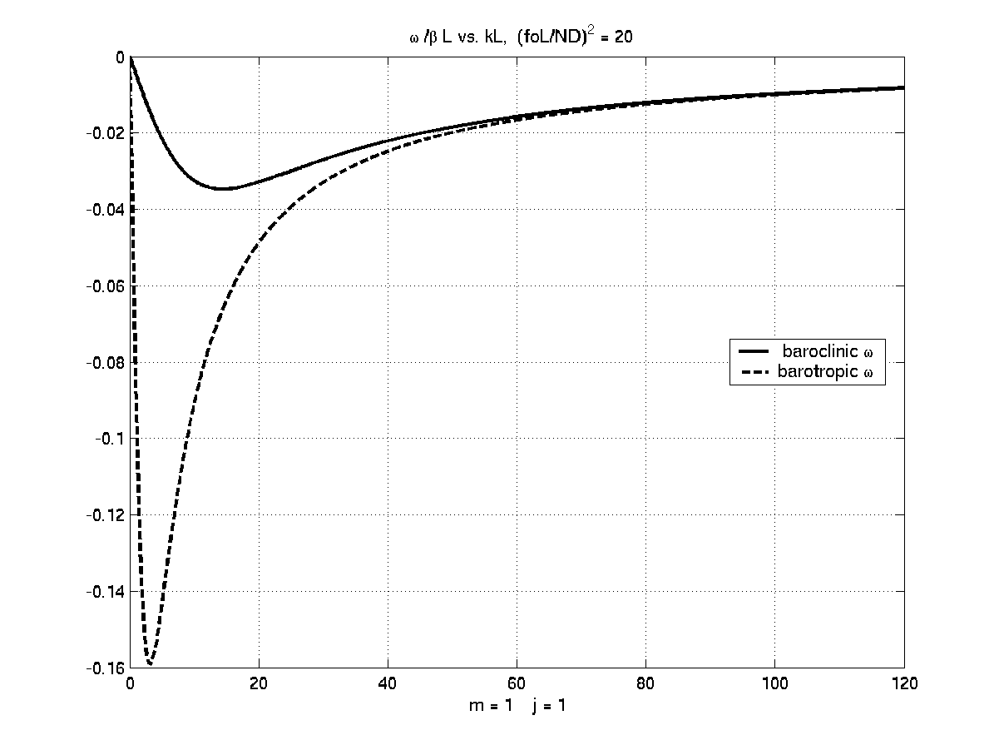 ω /β L vs. kL, (foL/ND)² = 20
0
-0.02
-0.04
-0.06
-0.08
-0.1
-0.12
-0.14
-0.16
baroclinic ω
barotropic ω
0 20 40 60 80 100 120
m = 1 j = 1